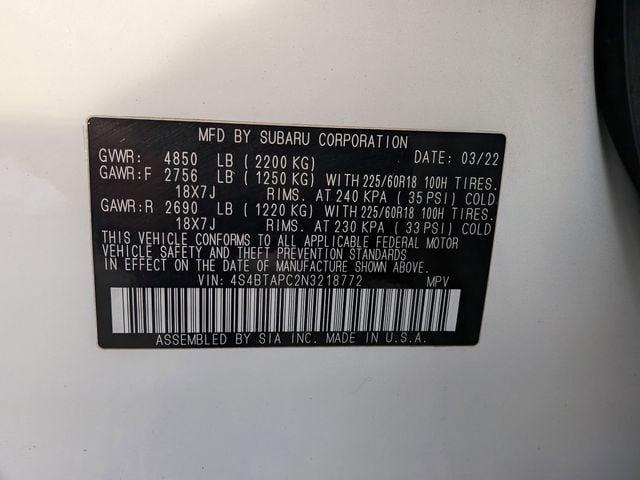 MFD BY SUBARU CORPORATION
GVWR: 4850 LB (2200 KG) DATE: 03/22
GAWR:F 2756 LB (1250 KG) WITH 225/60R18 100H TIRES.
18X7J RIMS. AT 240 KPA (35 PSI) COLD
GAWR:R 2690 LB (1220 KG) WITH 225/60R18 100H TIRES.
18X7J RIMS. AT 230 KPA (33 PSI) COLD
THIS VEHICLE CONFORMS TO ALL APPLICABLE FEDERAL MOTOR
VEHICLE SAFETY AND THEFT PREVENTION STANDARDS
IN EFFECT ON THE DATE OF MANUFACTURE SHOWN ABOVE.
VIN: 4S4BTAPC2N3218772 MPV
ASSEMBLED BY SIA INC. MADE IN U.S.A.